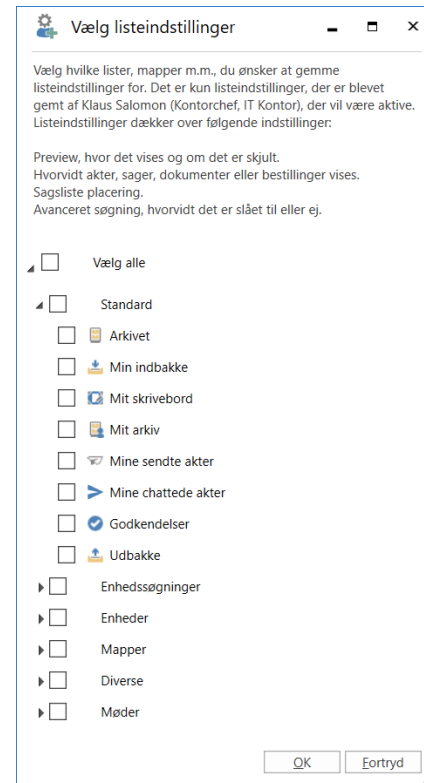 Vælg listeindstillinger
Vælg hvilke lister, mapper m.m., du ønsker at gemme
listeindstillinger for. Det er kun listeindstillinger, der er blevet
gemt af Klaus Salomon (Kontorchef, IT Kontor), der vil være aktive.
Listeindstillinger dækker over følgende indstillinger:
Preview, hvor det vises og om det er skjult.
Hvorvidt akter, sager, dokumenter eller bestillinger vises.
Sagsliste placering.
Avanceret søgning, hvorvidt det er slået til eller ej.
Vælg alle
Standard
Arkivet
Min indbakke
Mit skrivebord
Mit arkiv
Mine sendte akter
Mine chattede akter
Godkendelser
Udbakke
Enhedssøgninger
Enheder
Mapper
Diverse
Møder
OK Fortryd